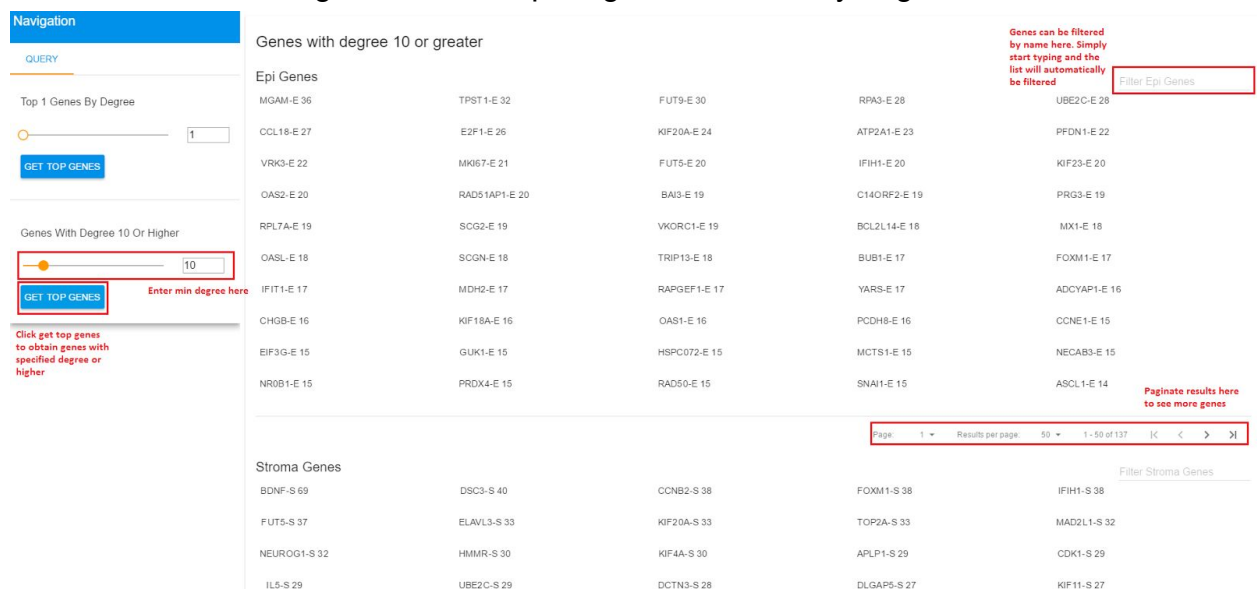 Navigation
QUERY
Top 1 Genes By Degree
1
GET TOP GENES
Genes With Degree 10 Or Higher
10
Enter min degree here
GET TOP GENES
Click get top genes
to obtain genes with
specified degree or
higher
Genes with degree 10 or greater
Genes can be filtered
by name here. Simply
start typing and the
list will automatically
be filtered
Epi Genes
Filter Epi Genes
MGAM-E 36 TPST1-E 32 FUT9-E 30 RPA3-E 28 UBE2C-E 28
CCL18-E 27 E2F1-E 26 KIF20A-E 24 ATP2A1-E 23 PFDN1-E 22
VRK3-E 22 MKI67-E 21 FUT5-E 20 IFIH1-E 20 KIF23-E 20
OAS2-E 20 RAD51AP1-E 20 BAI3-E 19 C14ORF2-E 19 PRG3-E 19
RPL7A-E 19 SCG2-E 19 VKORC1-E 19 BCL2L14-E 18 MX1-E 18
OASL-E 18 SCGN-E 18 TRIP13-E 18 BUB1-E 17 FOXM1-E 17
IFIT1-E 17 MDH2-E 17 RAPGEF1-E 17 YARS-E 17 ADCYAP1-E 16
CHGB-E 16 KIF18A-E 16 OAS1-E 16 PCDH8-E 16 CCNE1-E 15
EIF3G-E 15 GUK1-E 15 HSPC072-E 15 MCTS1-E 15 NECAB3-E 15
NR0B1-E 15 PRDX4-E 15 RAD50-E 15 SNAI1-E 15 ASCL1-E 14
Paginate results here
to see more genes
Page: 1 Results per page: 50 1 - 50 of 137
Stroma Genes
Filter Stroma Genes
BDNF-S 69 DSC3-S 40 CCNB2-S 38 FOXM1-S 38 IFIH1-S 38
FUT5-S 37 ELAVL3-S 33 KIF20A-S 33 TOP2A-S 33 MAD2L1-S 32
NEUROG1-S 32 HMMR-S 30 KIF4A-S 30 APLP1-S 29 CDK1-S 29
IL5-S 29 UBE2C-S 29 DCTN3-S 28 DLGAP5-S 27 KIF11-S 27